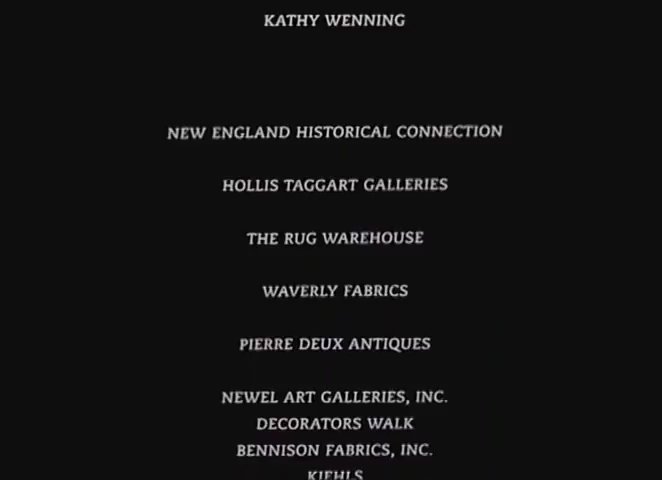 KATHY WENNING
NEW ENGLAND HISTORICAL CONNECTION
HOLLIS TAGGART GALLERIES
THE RUG WAREHOUSE
WAVERLY FABRICS
PIERRE DEUX ANTIQUES
NEWEL ART GALLERIES, INC.
DECORATORS WALK
BENNISON FABRICS, INC.
KIEHLS